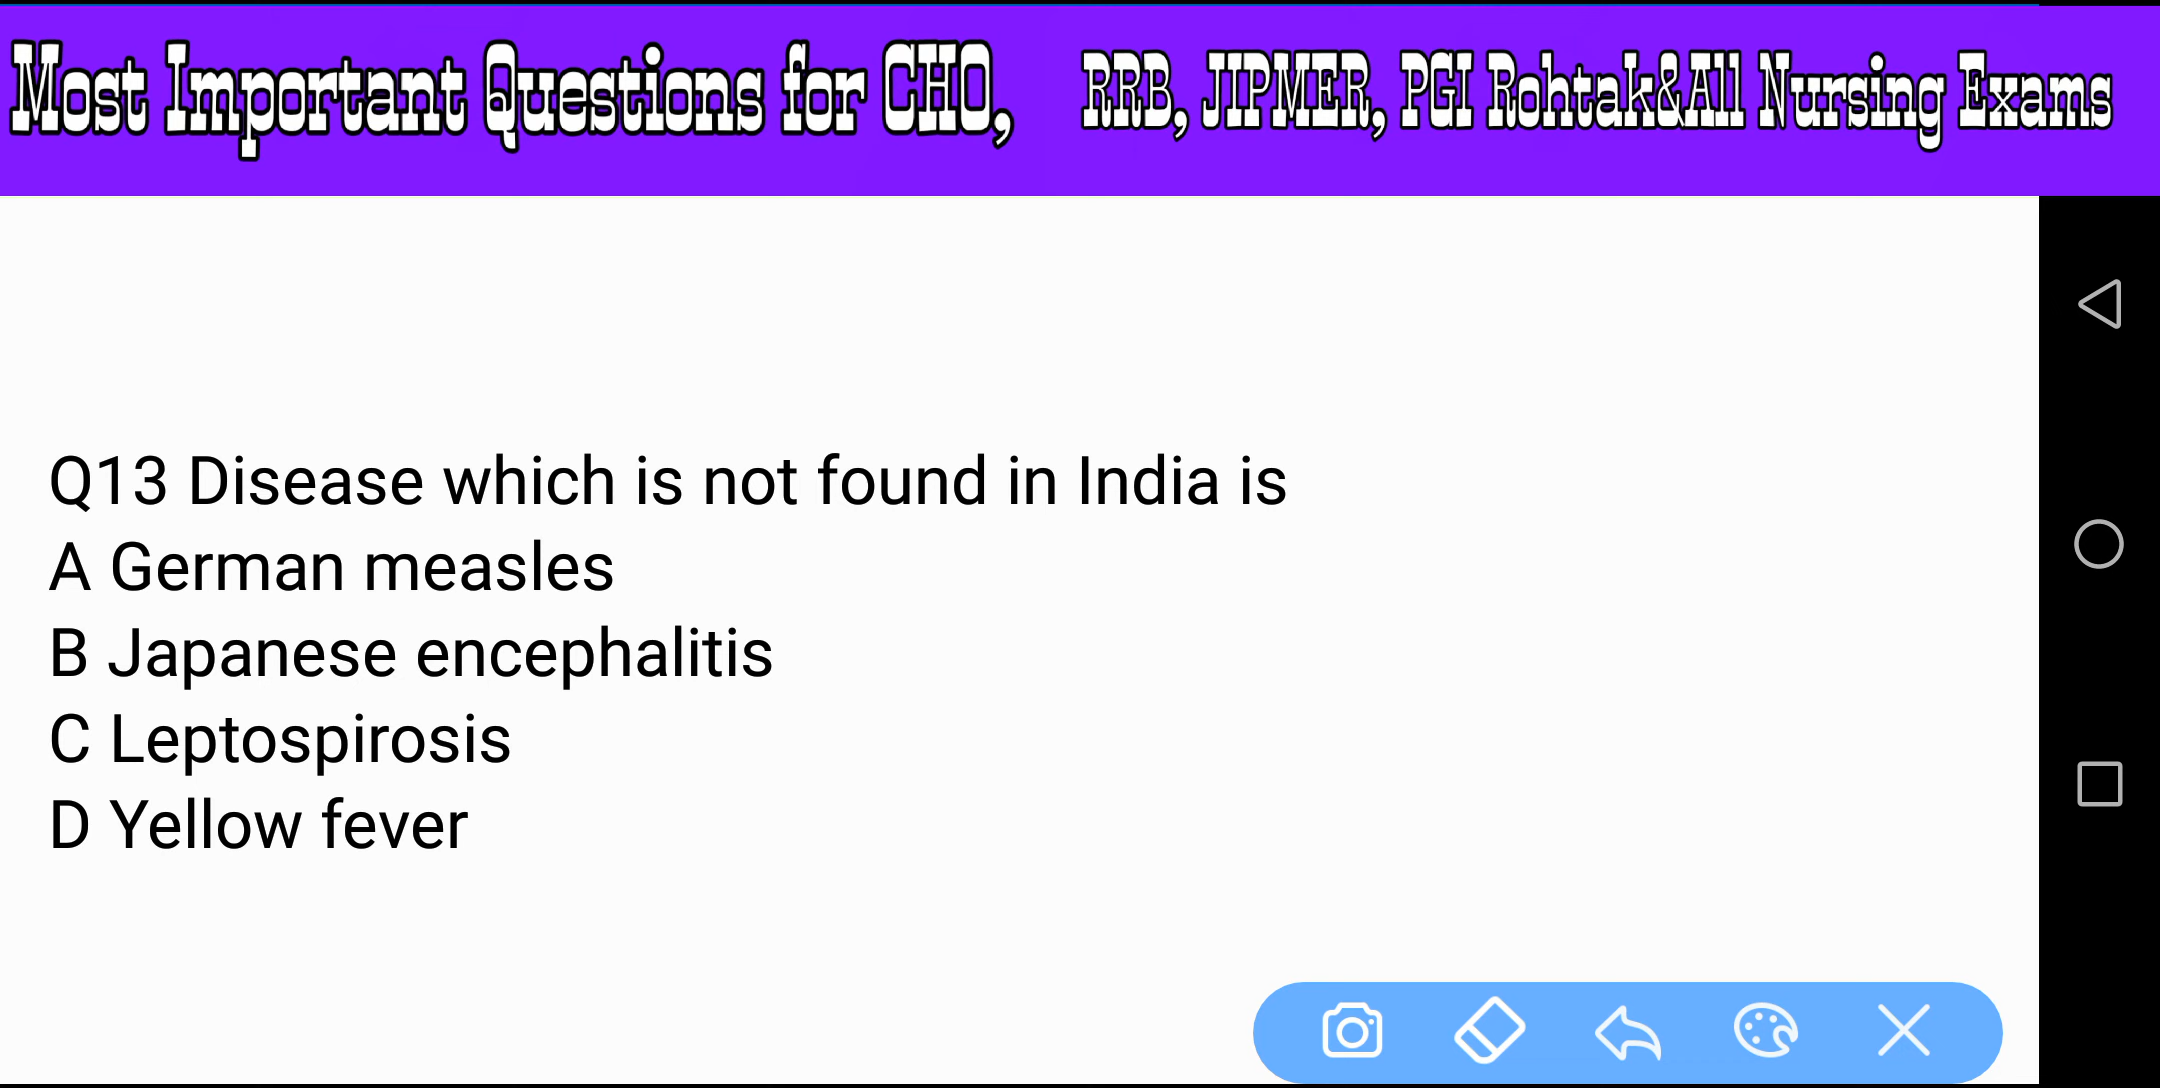 Most Important Questions for CHO, RRB, JIPMER, PGI Rohtak&All Nursing Exams
Q13 Disease which is not found in India is
A German measles
B Japanese encephalitis
C Leptospirosis
D Yellow fever